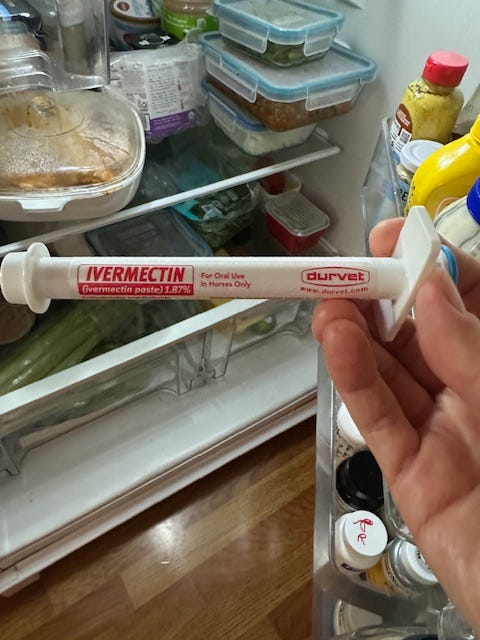 IVERMECTIN
(ivermectin paste) 1.87%
For Oral Use
in Horses Only
durvet
www.durvet.com